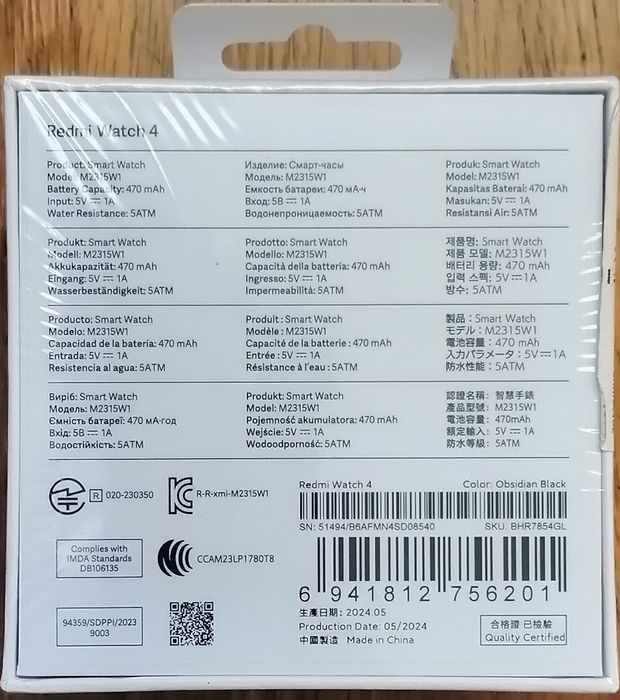 Redmi Watch 4
Product: Smart Watch
Model: M2315W1
Battery Capacity: 470 mAh
Input: 5V⎓1A
Water Resistance: 5ATM
Изделие: Смарт-часы
Модель: M2315W1
Емкость батареи: 470 мА·ч
Вход: 5В⎓1A
Водонепроницаемость: 5ATM
Produk: Smart Watch
Model: M2315W1
Kapasitas Baterai: 470 mAh
Masukan: 5V⎓1A
Resistansi Air: 5ATM
Produkt: Smart Watch
Modell: M2315W1
Akkukapazität: 470 mAh
Eingang: 5V⎓1A
Wasserbeständigkeit: 5ATM
Prodotto: Smart Watch
Modello: M2315W1
Capacità della batteria: 470 mAh
Ingresso: 5V⎓1A
Impermeabilità: 5ATM
제품명: Smart Watch
제품 모델: M2315W1
배터리 용량: 470 mAh
입력 스펙: 5V⎓1A
방수: 5ATM
Producto: Smart Watch
Modelo: M2315W1
Capacidad de la batería: 470 mAh
Entrada: 5V⎓1A
Resistencia al agua: 5ATM
Produit : Smart Watch
Modèle : M2315W1
Capacité de la batterie : 470 mAh
Entrée : 5V⎓1A
Résistance à l'eau : 5ATM
製品：Smart Watch
モデル：M2315W1
電池容量：470 mAh
入力パラメータ：5V⎓1A
防水性能：5ATM
Виріб: Smart Watch
Модель: M2315W1
Ємність батареї: 470 мА·год
Вхід: 5В⎓1A
Водостійкість: 5ATM
Produkt: Smart Watch
Model: M2315W1
Pojemność akumulatora: 470 mAh
Wejście: 5V⎓1A
Wodoodporność: 5ATM
認證名稱：智慧手錶
產品型號：M2315W1
電池容量：470mAh
額定輸入：5V⎓1A
防水等級：5ATM
R 020-230350
R-R-xmi-M2315W1
Complies with
IMDA Standards
DB106135
CCAM23LP1780T8
94359/SDPPI/2023
9003
Redmi Watch 4 Color: Obsidian Black
SN: 51494/B6AFMN4SD08540 SKU: BHR7854GL
6 941812 756201
生產日期: 2024.05
Production Date: 05/2024
中國製造 Made in China
合格證 已檢驗
Quality Certified